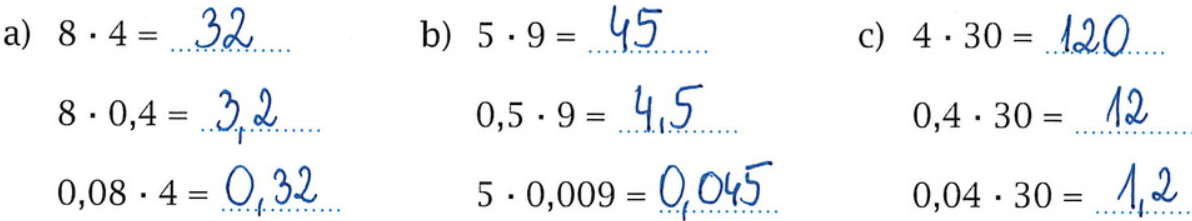 a) 8 · 4 = 32 b) 5 · 9 = 45 c) 4 · 30 = 120
8 · 0,4 = 3,2 0,5 · 9 = 4,5 0,4 · 30 = 12
0,08 · 4 = 0,32 5 · 0,009 = 0,045 0,04 · 30 = 1,2